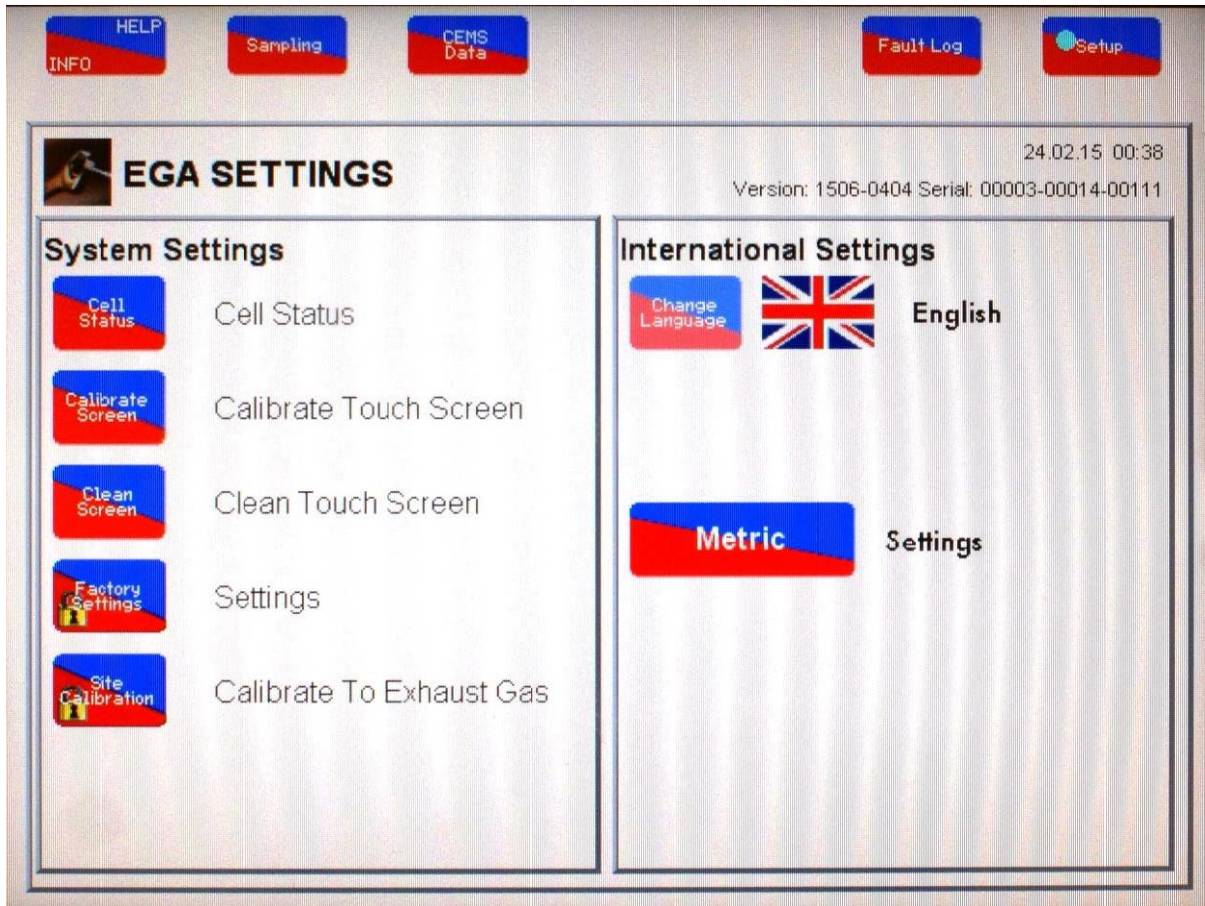 HELP
INFO
Sampling
CEMS
Data
Fault Log
Setup
EGA SETTINGS
24.02.15 00:38
Version: 1506-0404 Serial: 00003-00014-00111
System Settings
Cell
Status
Cell Status
Calibrate
Screen
Calibrate Touch Screen
Clean
Screen
Clean Touch Screen
Factory
Settings
Settings
Site
Calibration
Calibrate To Exhaust Gas
International Settings
Change
Language
English
Metric
Settings